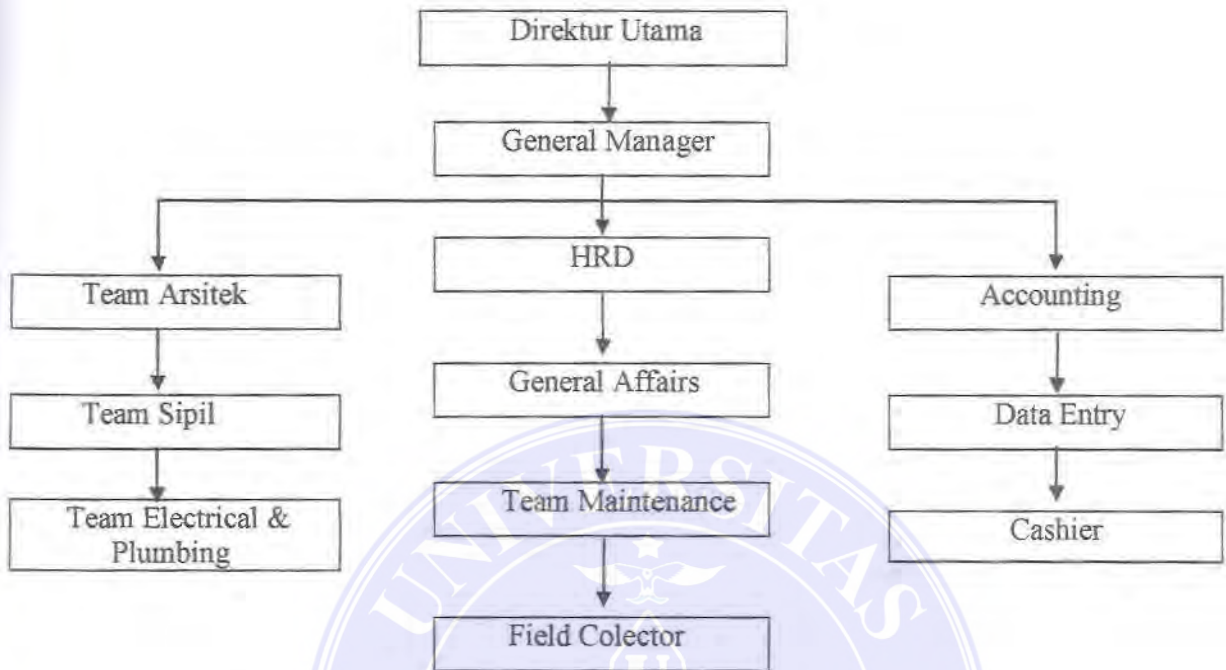 Direktur Utama
General Manager
HRD
Team Arsitek
Accounting
General Affairs
Team Sipil
Data Entry
Team Maintenance
Team Electrical &
Plumbing
Cashier
Field Colector
UNIVERSITAS
U